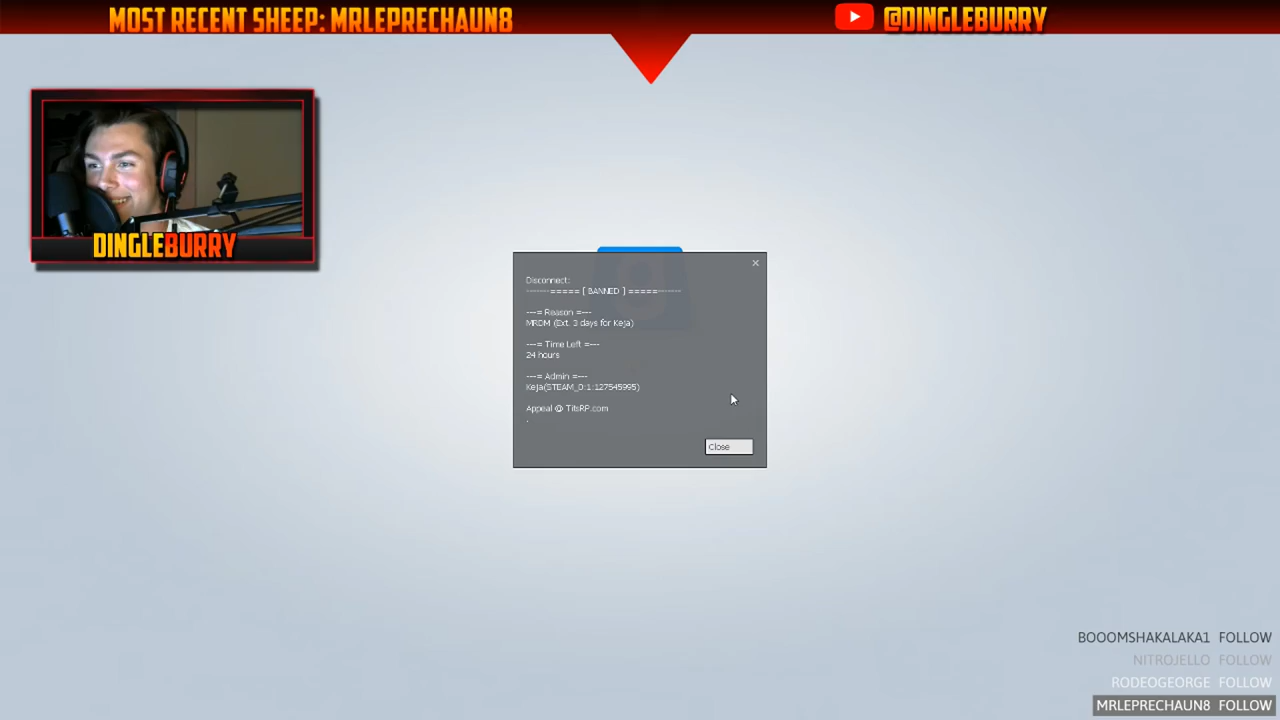 MOST RECENT SHEEP: MRLEPRECHAUN8
@DINGLEBURRY
DINGLEBURRY
Disconnect:
-------===== [ BANNED ] =====-------
---= Reason =---
MRDM (Ext. 3 days for Keja)
---= Time Left =---
24 hours
---= Admin =---
Keja(STEAM_0:1:127545995)
Appeal @ TitsRP.com
.
Close
BOOOMSHAKALAKA1 FOLLOW
NITROJELLO FOLLOW
RODEOGEORGE FOLLOW
MRLEPRECHAUN8 FOLLOW